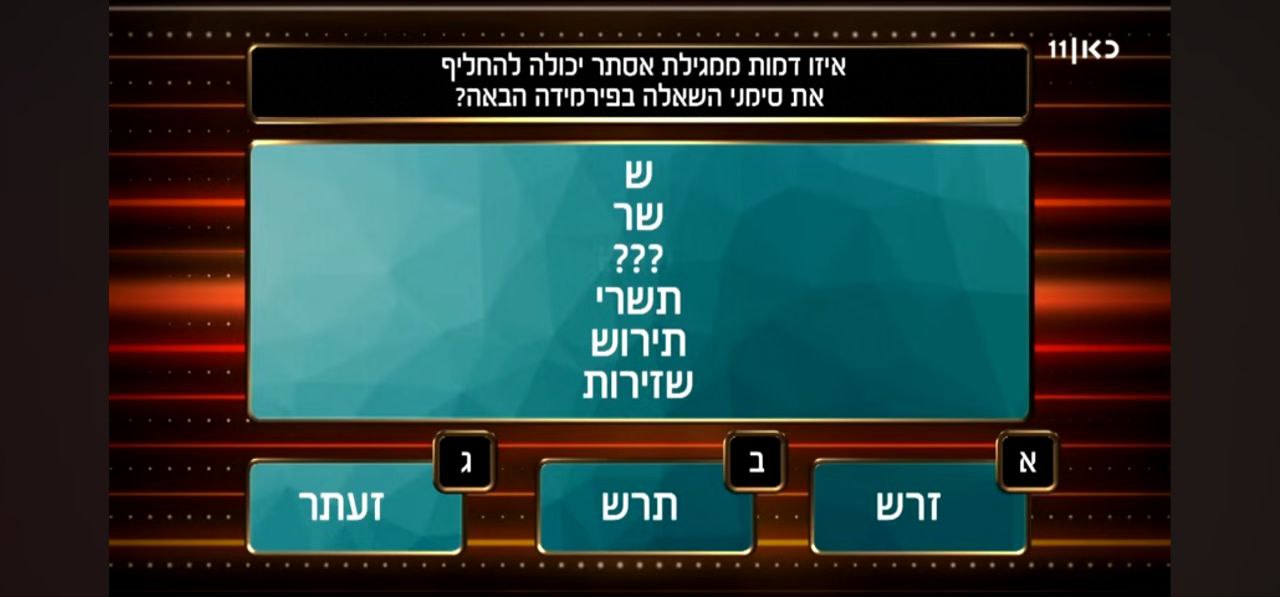 כאן|11
איזו דמות ממגילת אסתר יכולה להחליף
את סימני השאלה בפירמידה הבאה?
ש
שר
???
תשרי
תירוש
שזירות
א
זרש
ב
תרש
ג
זעתר